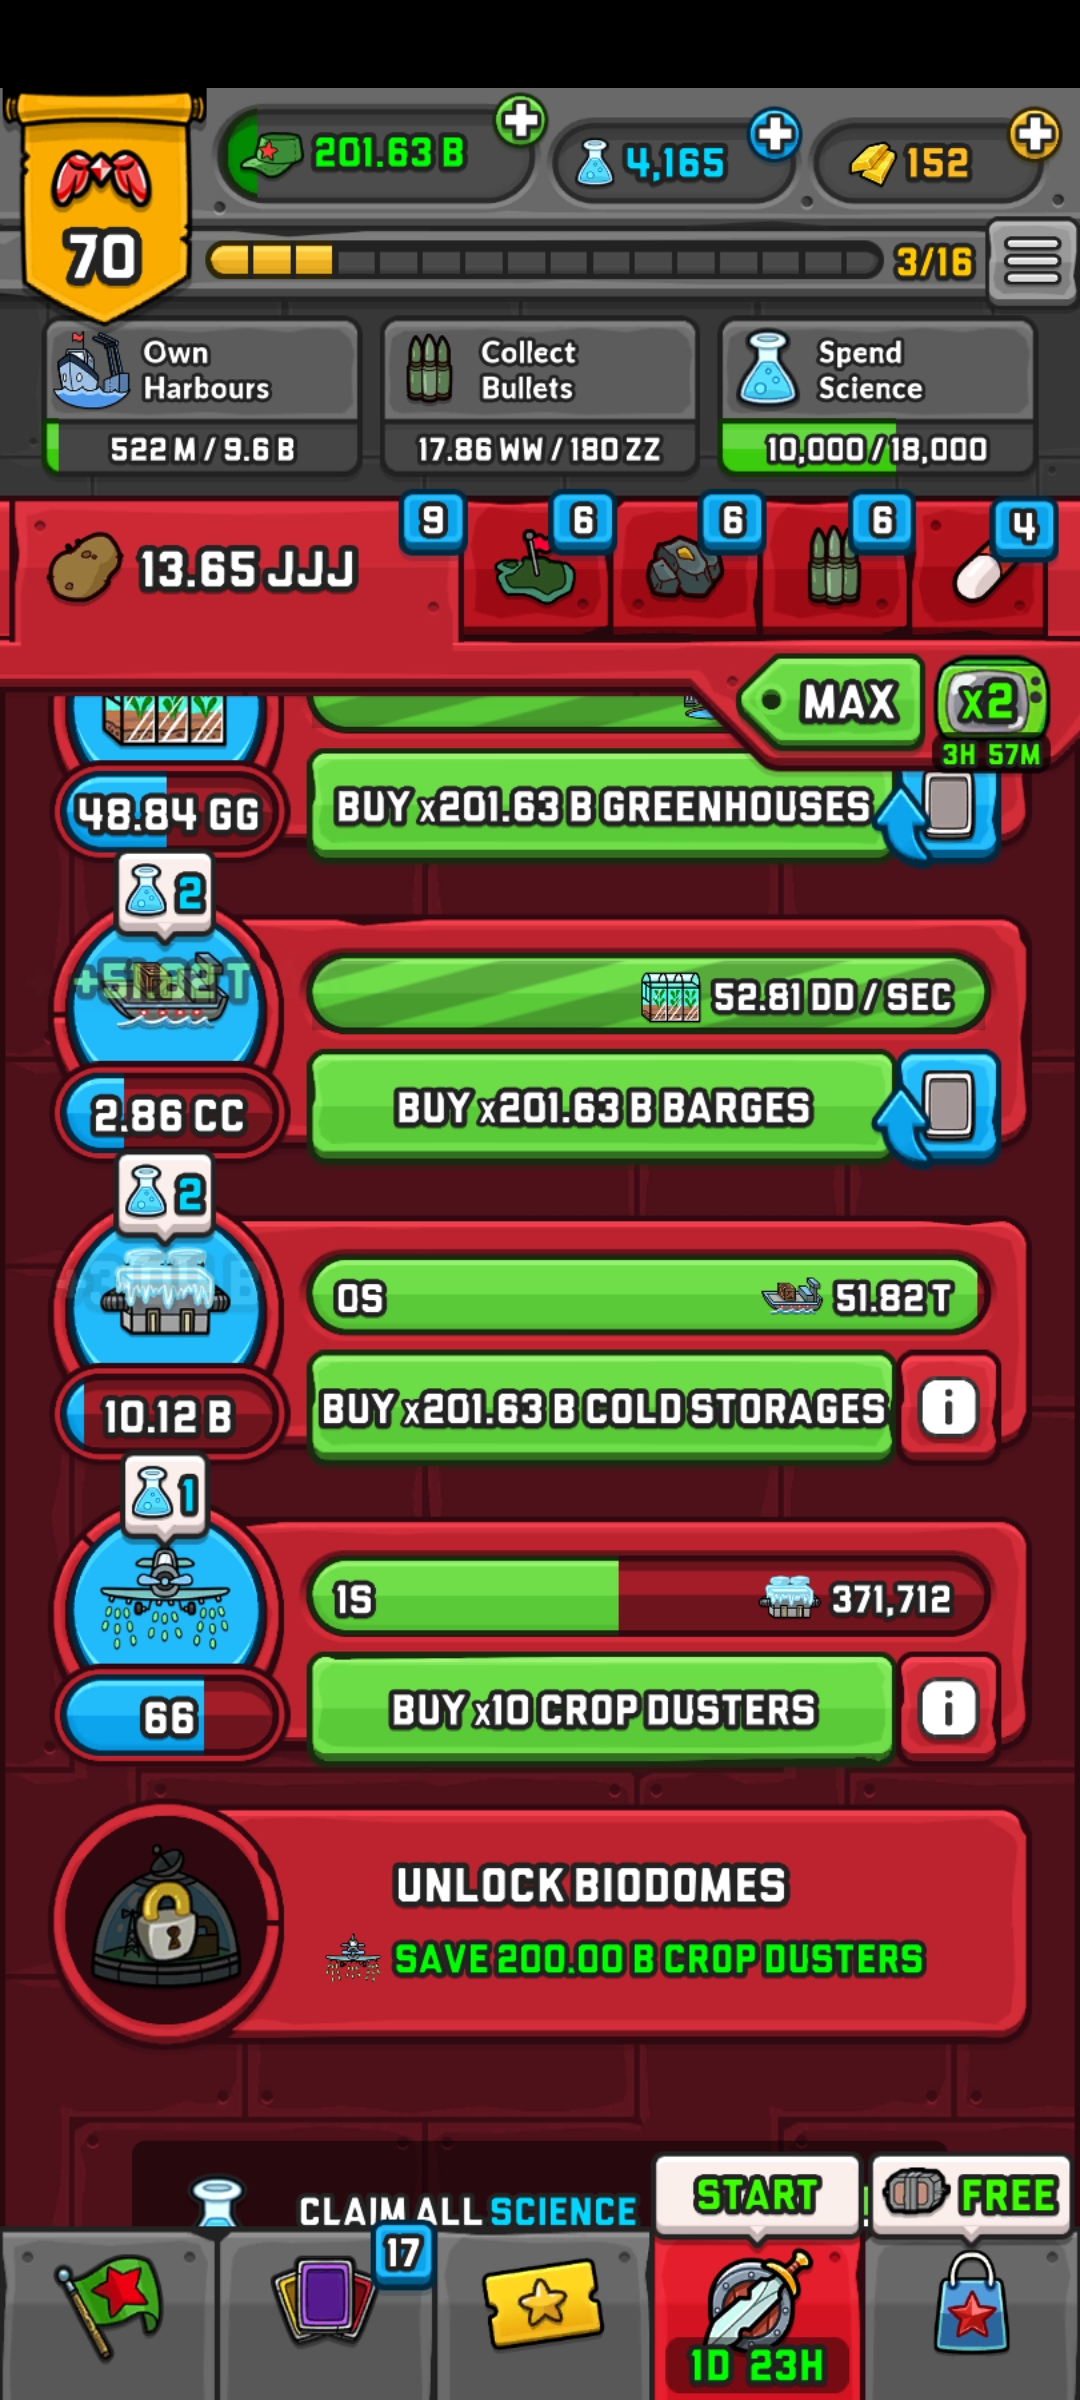 201.63 B
4,165
152
70
3/16
Own
Harbours
522 M / 9.6 B
Collect
Bullets
17.86 WW / 180 ZZ
Spend
Science
10,000 / 18,000
13.65 JJJ
9
6
6
6
4
MAX
x2
3H 57M
48.84 GG
BUY x201.63 B GREENHOUSES
2
+51.82 T
52.81 DD / SEC
2.86 CC
BUY x201.63 B BARGES
2
0S
51.82 T
10.12 B
BUY x201.63 B COLD STORAGES
i
1
1S
371,712
66
BUY x10 CROP DUSTERS
i
UNLOCK BIODOMES
SAVE 200.00 B CROP DUSTERS
CLAIM ALL SCIENCE
START
FREE
17
1D 23H